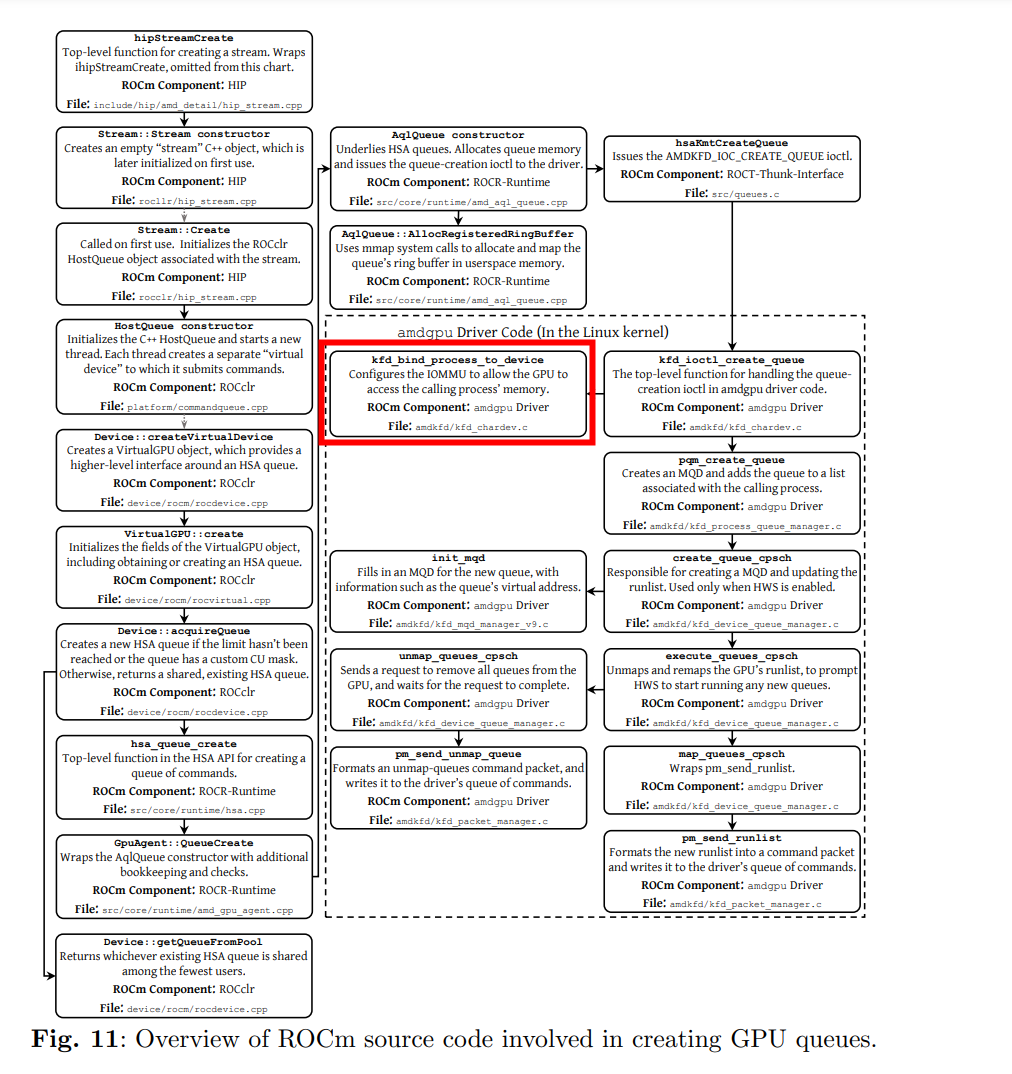 hipStreamCreate
Top-level function for creating a stream. Wraps
ihipStreamCreate, omitted from this chart.
ROCm Component: HIP
File: include/hip/amd_detail/hip_stream.cpp
Stream::Stream constructor
Creates an empty “stream” C++ object, which is
later initialized on first use.
ROCm Component: HIP
File: rocllr/hip_stream.cpp
Stream::Create
Called on first use. Initializes the ROCclr
HostQueue object associated with the stream.
ROCm Component: HIP
File: rocclr/hip_stream.cpp
HostQueue constructor
Initializes the C++ HostQueue and starts a new
thread. Each thread creates a separate “virtual
device” to which it submits commands.
ROCm Component: ROCclr
File: platform/commandqueue.cpp
Device::createVirtualDevice
Creates a VirtualGPU object, which provides a
higher-level interface around an HSA queue.
ROCm Component: ROCclr
File: device/rocm/rocdevice.cpp
VirtualGPU::create
Initializes the fields of the VirtualGPU object,
including obtaining or creating an HSA queue.
ROCm Component: ROCclr
File: device/rocm/rocvirtual.cpp
Device::acquireQueue
Creates a new HSA queue if the limit hasn’t been
reached or the queue has a custom CU mask.
Otherwise, returns a shared, existing HSA queue.
ROCm Component: ROCclr
File: device/rocm/rocdevice.cpp
hsa_queue_create
Top-level function in the HSA API for creating a
queue of commands.
ROCm Component: ROCR-Runtime
File: src/core/runtime/hsa.cpp
GpuAgent::QueueCreate
Wraps the AqlQueue constructor with additional
bookkeeping and checks.
ROCm Component: ROCR-Runtime
File: src/core/runtime/amd_gpu_agent.cpp
Device::getQueueFromPool
Returns whichever existing HSA queue is shared
among the fewest users.
ROCm Component: ROCclr
File: device/rocm/rocdevice.cpp
AqlQueue constructor
Underlies HSA queues. Allocates queue memory
and issues the queue-creation ioctl to the driver.
ROCm Component: ROCR-Runtime
File: src/core/runtime/amd_aql_queue.cpp
AqlQueue::AllocRegisteredRingBuffer
Uses mmap system calls to allocate and map the
queue’s ring buffer in userspace memory.
ROCm Component: ROCR-Runtime
File: src/core/runtime/amd_aql_queue.cpp
hsaKmtCreateQueue
Issues the AMDKFD_IOC_CREATE_QUEUE ioctl.
ROCm Component: ROCT-Thunk-Interface
File: src/queues.c
amdgpu Driver Code (In the Linux kernel)
kfd_bind_process_to_device
Configures the IOMMU to allow the GPU to
access the calling process’ memory.
ROCm Component: amdgpu Driver
File: amdkfd/kfd_chardev.c
kfd_ioctl_create_queue
The top-level function for handling the queue-
creation ioctl in amdgpu driver code.
ROCm Component: amdgpu Driver
File: amdkfd/kfd_chardev.c
pqm_create_queue
Creates an MQD and adds the queue to a list
associated with the calling process.
ROCm Component: amdgpu Driver
File: amdkfd/kfd_process_queue_manager.c
init_mqd
Fills in an MQD for the new queue, with
information such as the queue’s virtual address.
ROCm Component: amdgpu Driver
File: amdkfd/kfd_mqd_manager_v9.c
create_queue_cpsch
Responsible for creating a MQD and updating the
runlist. Used only when HWS is enabled.
ROCm Component: amdgpu Driver
File: amdkfd/kfd_device_queue_manager.c
unmap_queues_cpsch
Sends a request to remove all queues from the
GPU, and waits for the request to complete.
ROCm Component: amdgpu Driver
File: amdkfd/kfd_device_queue_manager.c
execute_queues_cpsch
Unmaps and remaps the GPU’s runlist, to prompt
HWS to start running any new queues.
ROCm Component: amdgpu Driver
File: amdkfd/kfd_device_queue_manager.c
pm_send_unmap_queue
Formats an unmap-queues command packet, and
writes it to the driver’s queue of commands.
ROCm Component: amdgpu Driver
File: amdkfd/kfd_packet_manager.c
map_queues_cpsch
Wraps pm_send_runlist.
ROCm Component: amdgpu Driver
File: amdkfd/kfd_device_queue_manager.c
pm_send_runlist
Formats the new runlist into a command packet
and writes it to the driver’s queue of commands.
ROCm Component: amdgpu Driver
File: amdkfd/kfd_packet_manager.c
Fig. 11: Overview of ROCm source code involved in creating GPU queues.